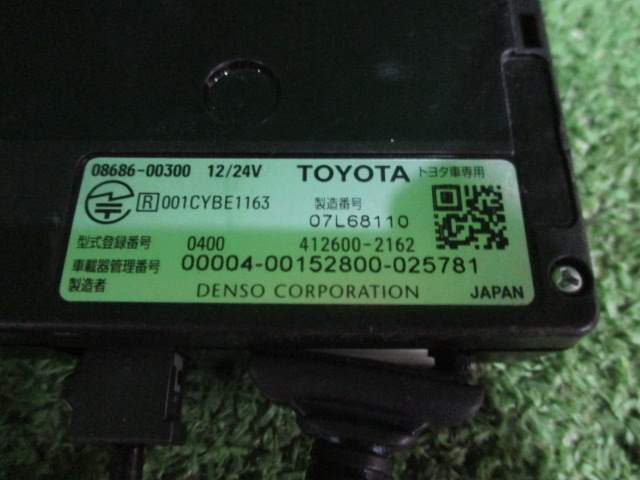 08686-00300 12/24V TOYOTA トヨタ車専用
R 001CYBE1163 製造番号
07L68110
型式登録番号 0400 412600-2162
車載器管理番号 00004-00152800-025781
製造者 DENSO CORPORATION JAPAN